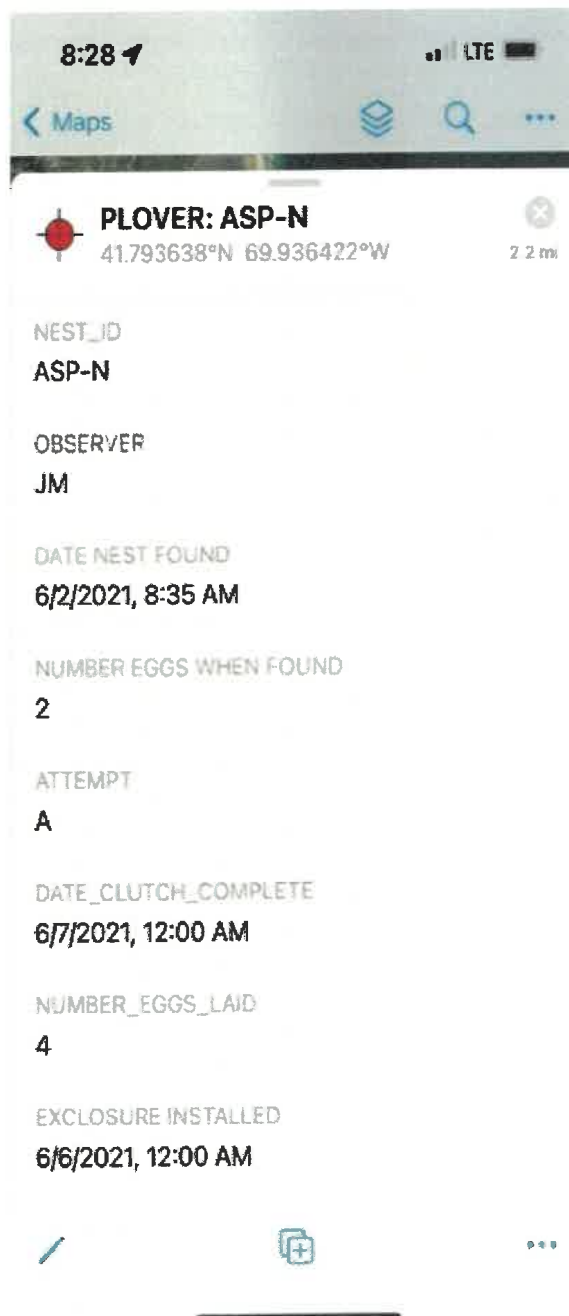 8:28
LTE
Maps
PLOVER: ASP-N
41.793638°N 69.936422°W
2.2 mi
NEST_ID
ASP-N
OBSERVER
JM
DATE NEST FOUND
6/2/2021, 8:35 AM
NUMBER EGGS WHEN FOUND
2
ATTEMPT
A
DATE_CLUTCH_COMPLETE
6/7/2021, 12:00 AM
NUMBER_EGGS_LAID
4
EXCLOSURE INSTALLED
6/6/2021, 12:00 AM